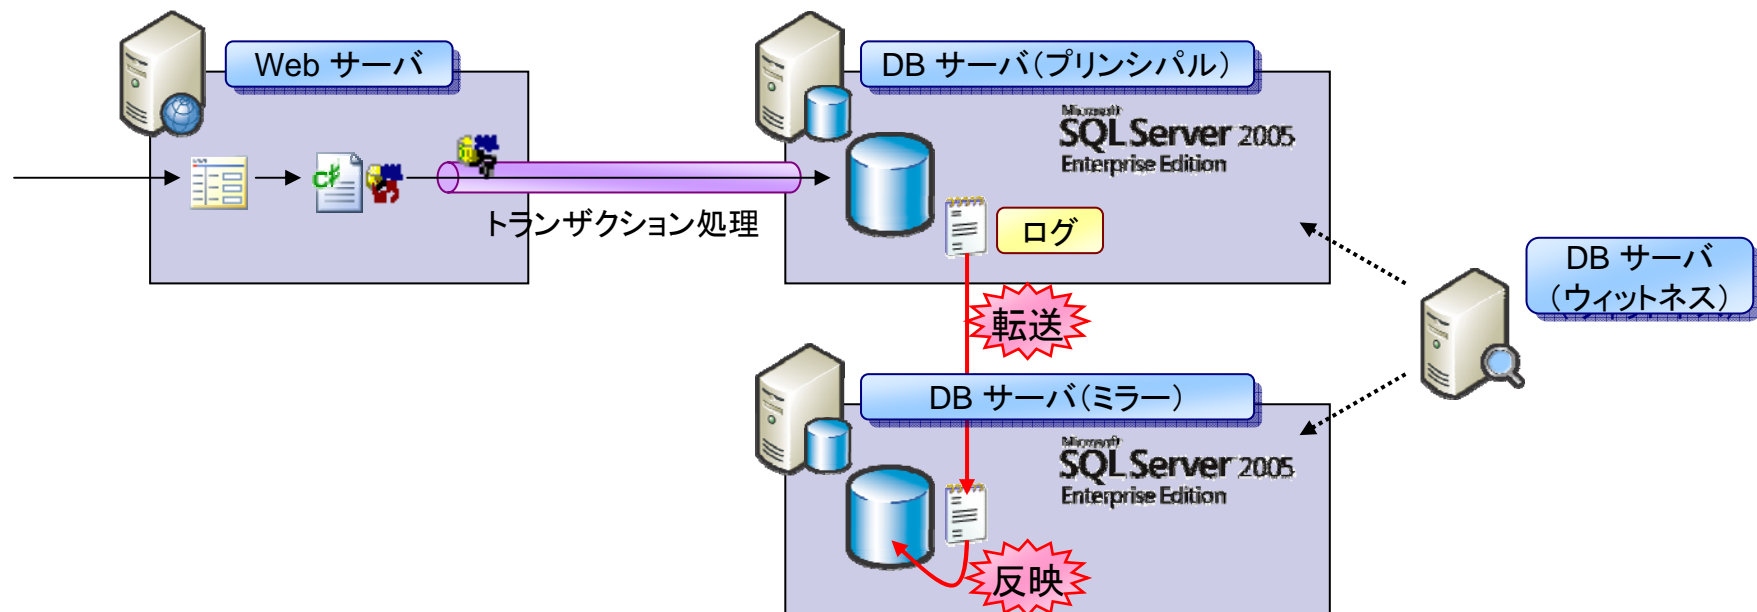 Web サーバ
DB サーバ（プリンシパル）
Microsoft
SQL Server 2005
Enterprise Edition
C#
トランザクション処理
ログ
DB サーバ
（ウィットネス）
転送
DB サーバ（ミラー）
Microsoft
SQL Server 2005
Enterprise Edition
反映